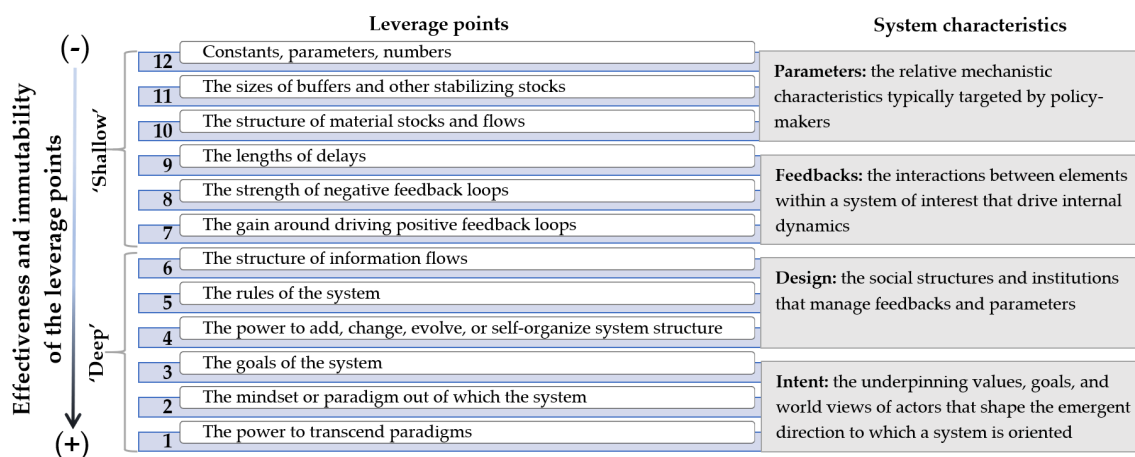 Leverage points
System characteristics
Effectiveness and immutability
of the leverage points
(-)
(+)
‘Shallow’
‘Deep’
12 Constants, parameters, numbers
11 The sizes of buffers and other stabilizing stocks
10 The structure of material stocks and flows
9 The lengths of delays
8 The strength of negative feedback loops
7 The gain around driving positive feedback loops
6 The structure of information flows
5 The rules of the system
4 The power to add, change, evolve, or self-organize system structure
3 The goals of the system
2 The mindset or paradigm out of which the system
1 The power to transcend paradigms
Parameters: the relative mechanistic
characteristics typically targeted by policy-
makers
Feedbacks: the interactions between elements
within a system of interest that drive internal
dynamics
Design: the social structures and institutions
that manage feedbacks and parameters
Intent: the underpinning values, goals, and
world views of actors that shape the emergent
direction to which a system is oriented